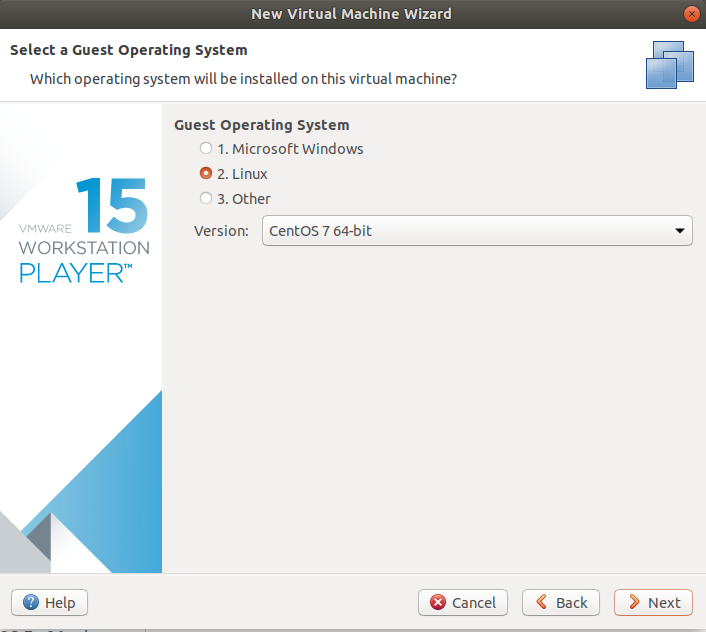 New Virtual Machine Wizard
Select a Guest Operating System
Which operating system will be installed on this virtual machine?
VMWARE 15
WORKSTATION
PLAYER™
Guest Operating System
1. Microsoft Windows
2. Linux
3. Other
Version: CentOS 7 64-bit
Help
Cancel
Back
Next